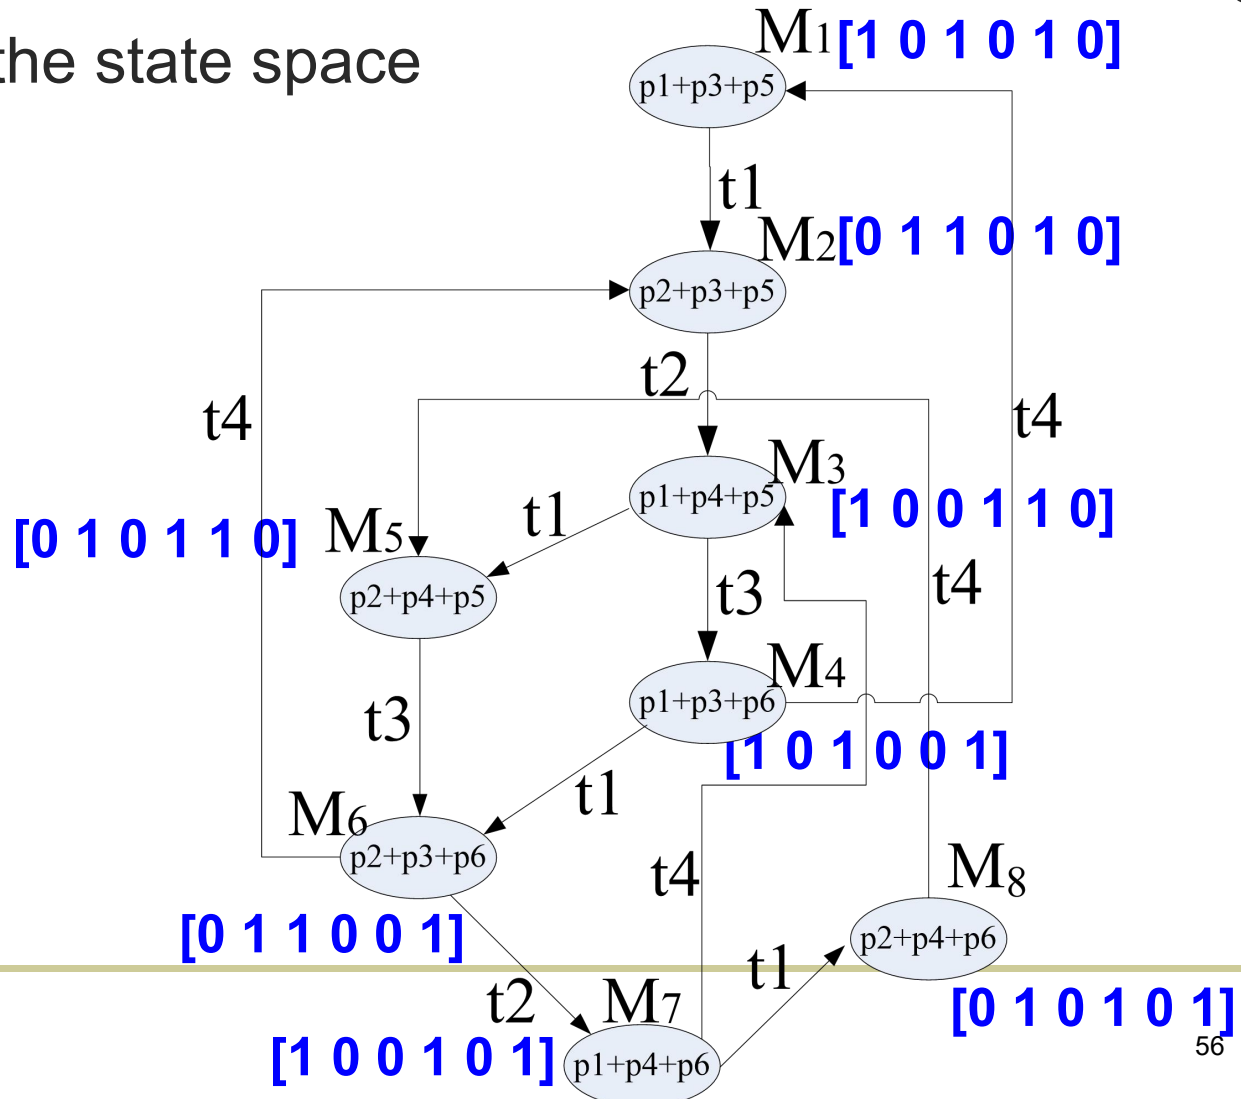 the state space
M1[1 0 1 0 1 0]
p1+p3+p5
t1
M2[0 1 1 0 1 0]
p2+p3+p5
t2
t4
t4
M3
p1+p4+p5
[1 0 0 1 1 0]
t1
[0 1 0 1 1 0]
M5
p2+p4+p5
t3
t4
M4
p1+p3+p6
[1 0 1 0 0 1]
t3
t1
M6
p2+p3+p6
[0 1 1 0 0 1]
t4
M8
p2+p4+p6
[0 1 0 1 0 1]
t1
t2
M7
p1+p4+p6
[1 0 0 1 0 1]
56